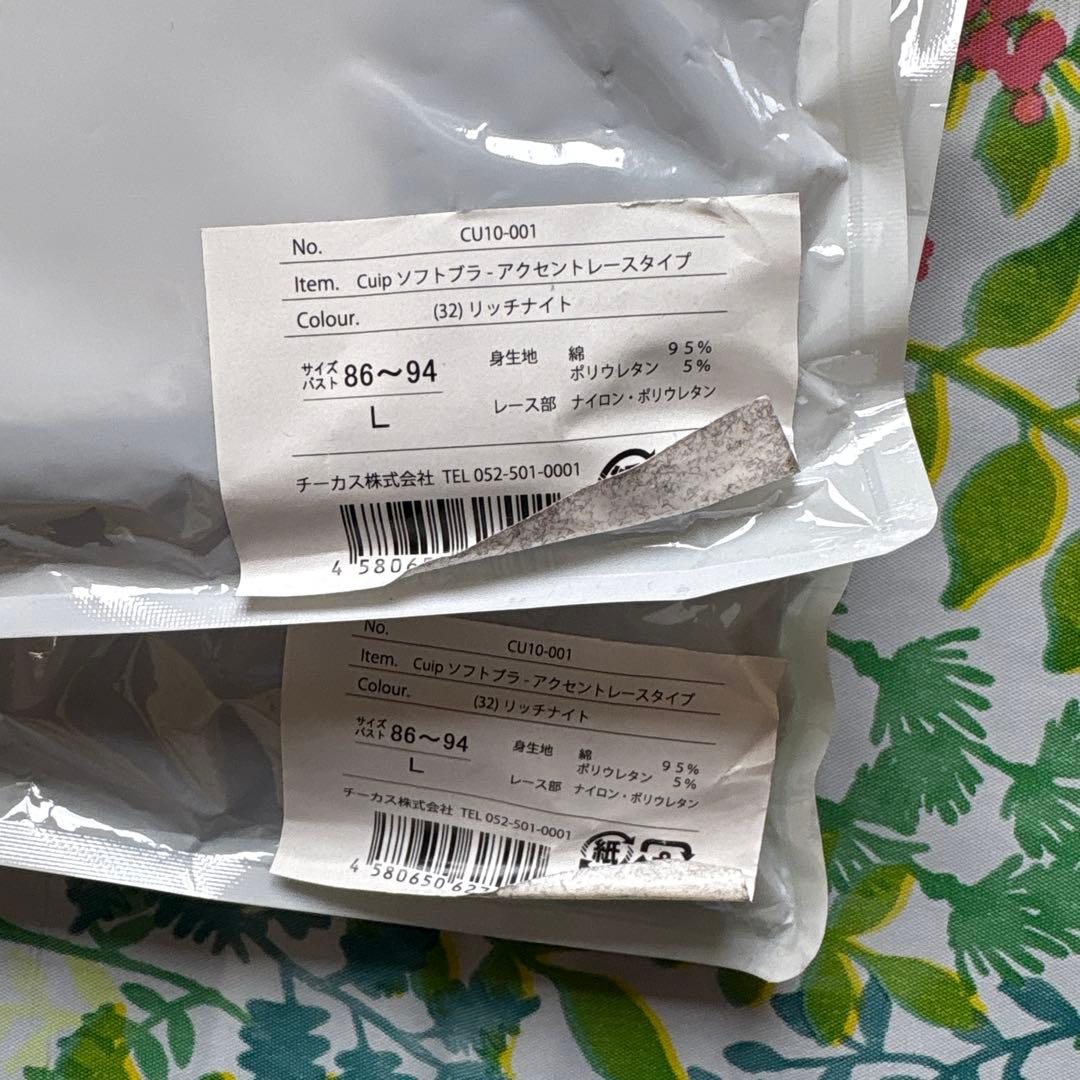 No. CU10-001
Item. Cuip ソフトブラ - アクセントレースタイプ
Colour. (32) リッチナイト
サイズ
バスト 86～94
L
身生地 綿 95%
ポリウレタン 5%
レース部 ナイロン・ポリウレタン
チーカス株式会社 TEL 052-501-0001
4 58065
No. CU10-001
Item. Cuip ソフトブラ - アクセントレースタイプ
Colour. (32) リッチナイト
サイズ
バスト 86～94
L
身生地 綿 95%
ポリウレタン 5%
レース部 ナイロン・ポリウレタン
チーカス株式会社 TEL 052-501-0001
紙
4 580650 627